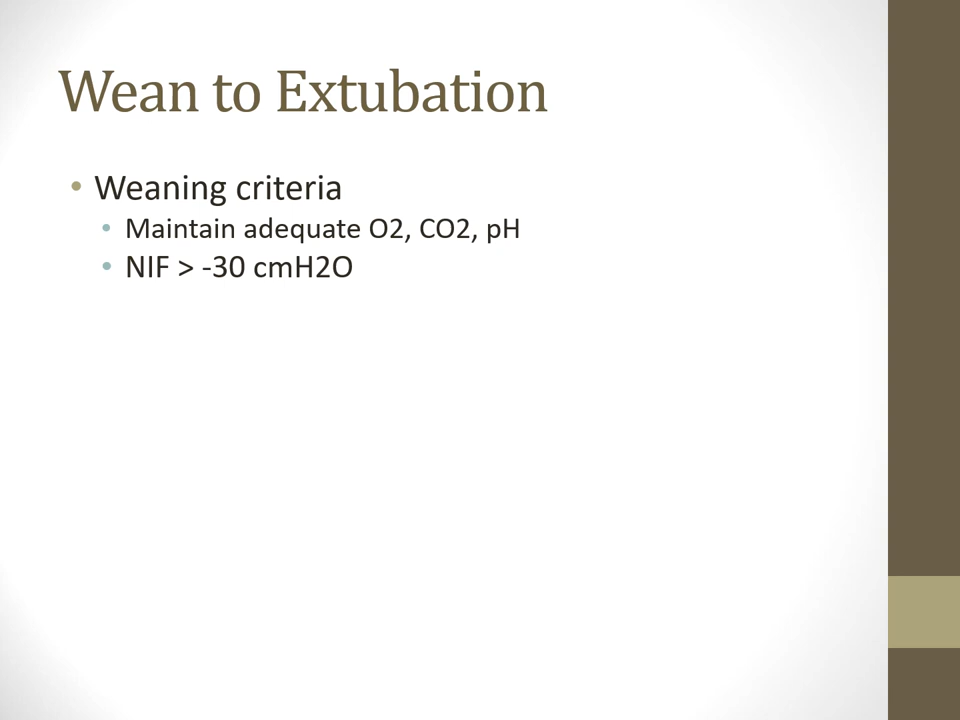 Wean to Extubation
• Weaning criteria
• Maintain adequate O2, CO2, pH
• NIF > -30 cmH2O